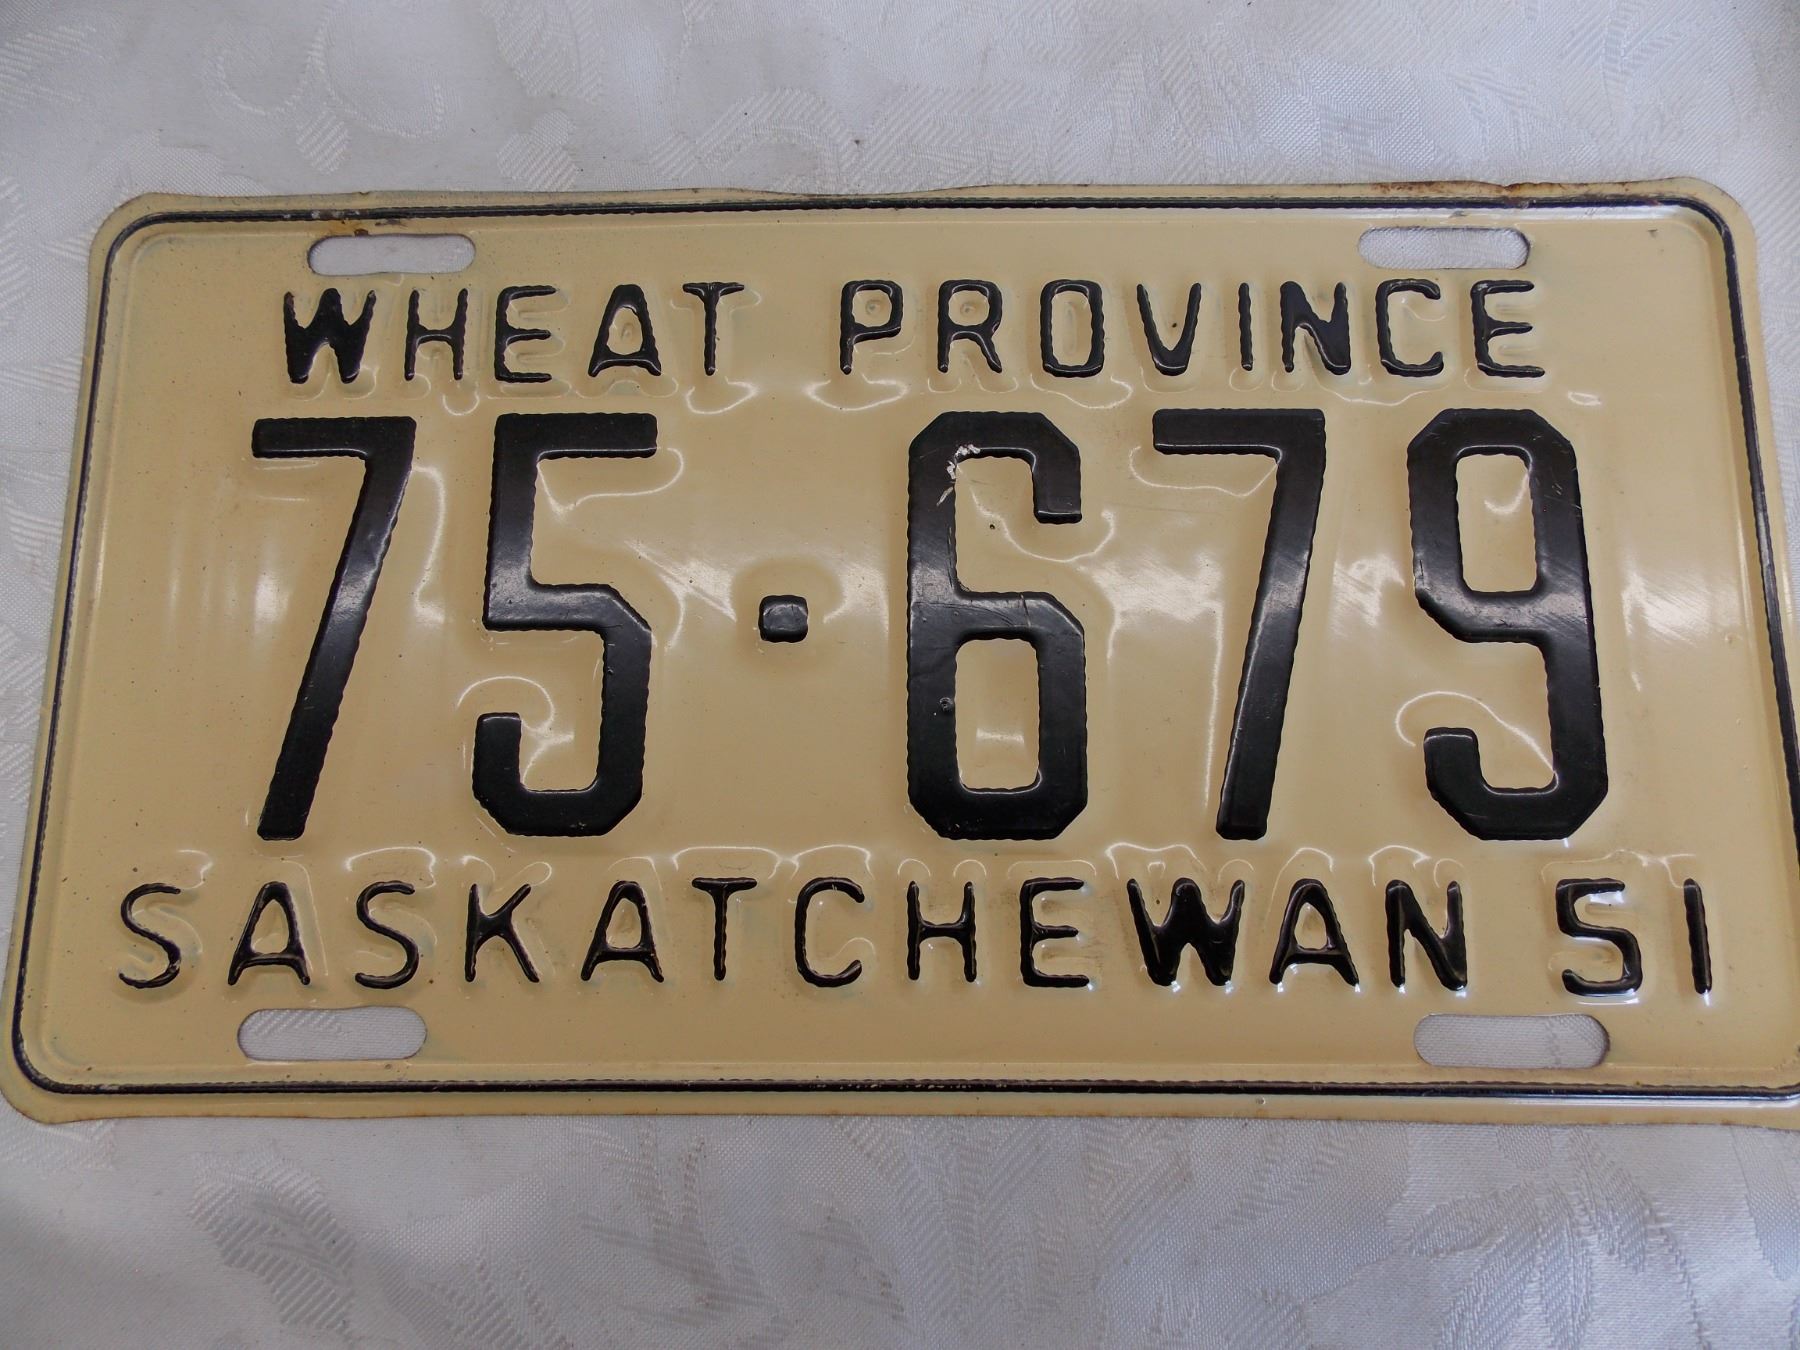 WHEAT PROVINCE
75·679
SASKATCHEWAN 51